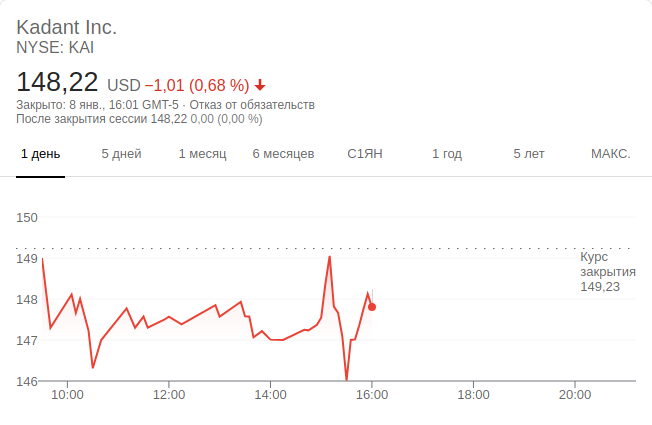 Kadant Inc.
NYSE: KAI
148,22 USD −1,01 (0,68 %)
Закрыто: 8 янв., 16:01 GMT-5 · Отказ от обязательств
После закрытия сессии 148,22 0,00 (0,00 %)
1 день 5 дней 1 месяц 6 месяцев С1ЯН 1 год 5 лет МАКС.
150
149
148
147
146
Курс
закрытия
149,23
10:00 12:00 14:00 16:00 18:00 20:00